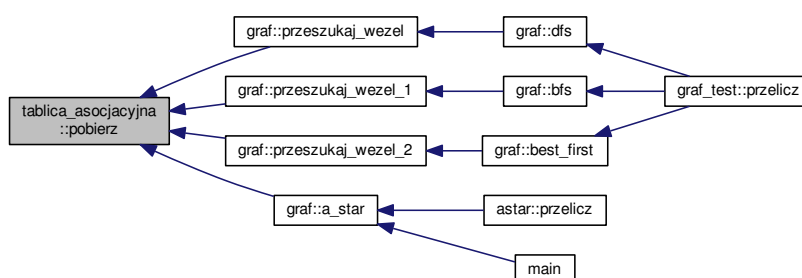 graf::przeszukaj_wezel
graf::dfs
tablica_asocjacyjna
::pobierz
graf::przeszukaj_wezel_1
graf::bfs
graf_test::przelicz
graf::przeszukaj_wezel_2
graf::best_first
graf::a_star
astar::przelicz
main